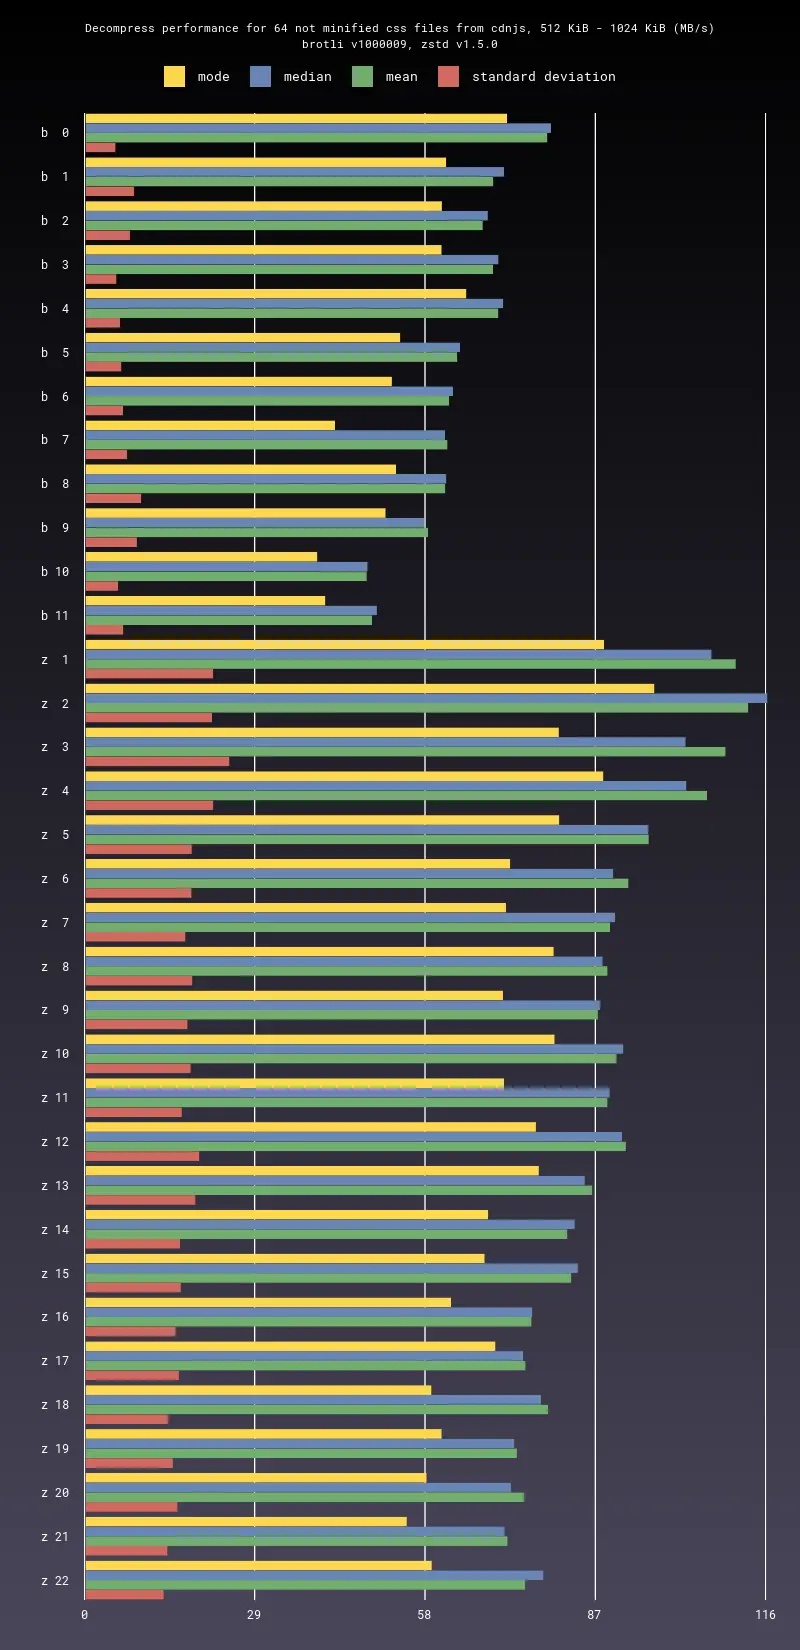 Decompress performance for 64 not minified css files from cdnjs, 512 KiB - 1024 KiB (MB/s)
brotli v1000009, zstd v1.5.0
mode median mean standard deviation
b 0
b 1
b 2
b 3
b 4
b 5
b 6
b 7
b 8
b 9
b 10
b 11
z 1
z 2
z 3
z 4
z 5
z 6
z 7
z 8
z 9
z 10
z 11
z 12
z 13
z 14
z 15
z 16
z 17
z 18
z 19
z 20
z 21
z 22
0 29 58 87 116